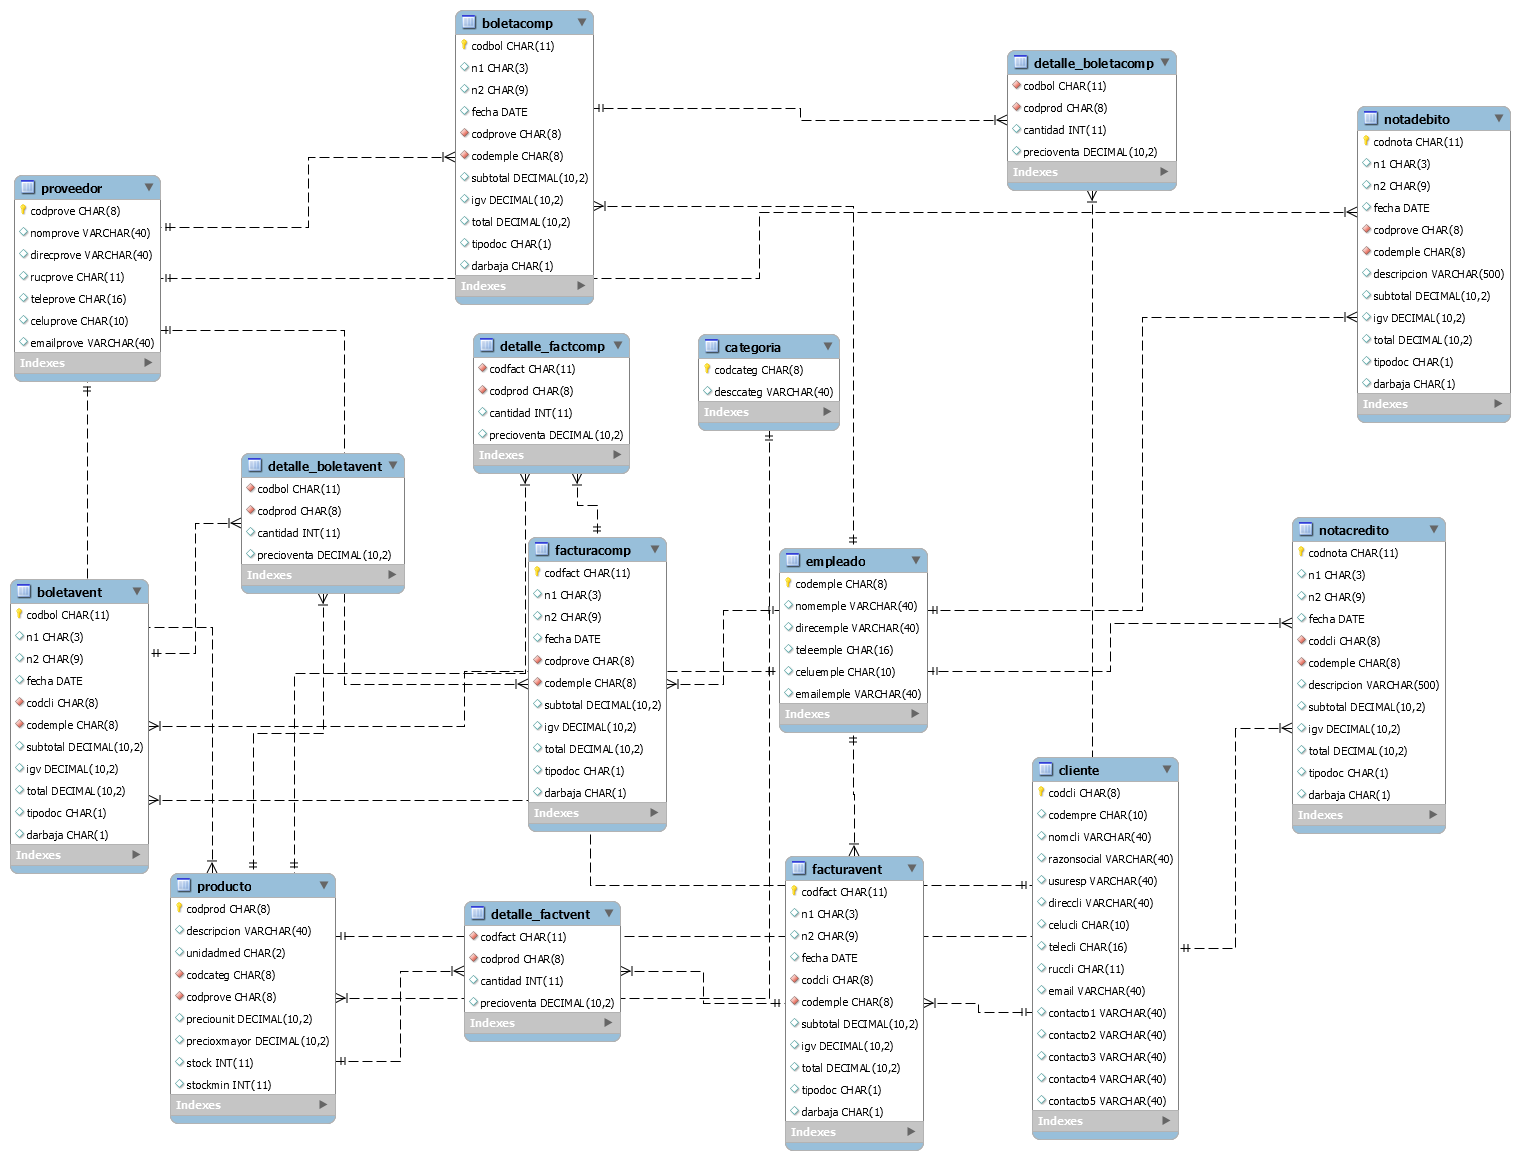 boletacomp
codbol CHAR(11)
n1 CHAR(3)
n2 CHAR(9)
fecha DATE
codprove CHAR(8)
codemple CHAR(8)
subtotal DECIMAL(10,2)
igv DECIMAL(10,2)
total DECIMAL(10,2)
tipodoc CHAR(1)
darbaja CHAR(1)
Indexes
detalle_boletacomp
codbol CHAR(11)
codprod CHAR(8)
cantidad INT(11)
precioventa DECIMAL(10,2)
Indexes
notadebito
codnota CHAR(11)
n1 CHAR(3)
n2 CHAR(9)
fecha DATE
codprove CHAR(8)
codemple CHAR(8)
descripcion VARCHAR(500)
subtotal DECIMAL(10,2)
igv DECIMAL(10,2)
total DECIMAL(10,2)
tipodoc CHAR(1)
darbaja CHAR(1)
Indexes
proveedor
codprove CHAR(8)
nomprove VARCHAR(40)
direcprove VARCHAR(40)
rucprove CHAR(11)
teleprove CHAR(16)
celuprove CHAR(10)
emailprove VARCHAR(40)
Indexes
detalle_factcomp
codfact CHAR(11)
codprod CHAR(8)
cantidad INT(11)
precioventa DECIMAL(10,2)
Indexes
categoria
codcateg CHAR(8)
desccateg VARCHAR(40)
Indexes
detalle_boletavent
codbol CHAR(11)
codprod CHAR(8)
cantidad INT(11)
precioventa DECIMAL(10,2)
Indexes
notacredito
codnota CHAR(11)
n1 CHAR(3)
n2 CHAR(9)
fecha DATE
codcli CHAR(8)
codemple CHAR(8)
descripcion VARCHAR(500)
subtotal DECIMAL(10,2)
igv DECIMAL(10,2)
total DECIMAL(10,2)
tipodoc CHAR(1)
darbaja CHAR(1)
Indexes
facturacomp
codfact CHAR(11)
n1 CHAR(3)
n2 CHAR(9)
fecha DATE
codprove CHAR(8)
codemple CHAR(8)
subtotal DECIMAL(10,2)
igv DECIMAL(10,2)
total DECIMAL(10,2)
tipodoc CHAR(1)
darbaja CHAR(1)
Indexes
empleado
codemple CHAR(8)
nomemple VARCHAR(40)
direcemple VARCHAR(40)
teleemple CHAR(16)
celuemple CHAR(10)
emailemple VARCHAR(40)
Indexes
boletavent
codbol CHAR(11)
n1 CHAR(3)
n2 CHAR(9)
fecha DATE
codcli CHAR(8)
codemple CHAR(8)
subtotal DECIMAL(10,2)
igv DECIMAL(10,2)
total DECIMAL(10,2)
tipodoc CHAR(1)
darbaja CHAR(1)
Indexes
cliente
codcli CHAR(8)
codempre CHAR(10)
nomcli VARCHAR(40)
razonsocial VARCHAR(40)
usuresp VARCHAR(40)
direccli VARCHAR(40)
celucli CHAR(10)
telecli CHAR(16)
ruccli CHAR(11)
email VARCHAR(40)
contacto1 VARCHAR(40)
contacto2 VARCHAR(40)
contacto3 VARCHAR(40)
contacto4 VARCHAR(40)
contacto5 VARCHAR(40)
Indexes
facturavent
codfact CHAR(11)
n1 CHAR(3)
n2 CHAR(9)
fecha DATE
codcli CHAR(8)
codemple CHAR(8)
subtotal DECIMAL(10,2)
igv DECIMAL(10,2)
total DECIMAL(10,2)
tipodoc CHAR(1)
darbaja CHAR(1)
Indexes
producto
codprod CHAR(8)
descripcion VARCHAR(40)
unidadmed CHAR(2)
codcateg CHAR(8)
codprove CHAR(8)
preciounit DECIMAL(10,2)
precioxmayor DECIMAL(10,2)
stock INT(11)
stockmin INT(11)
Indexes
detalle_factvent
codfact CHAR(11)
codprod CHAR(8)
cantidad INT(11)
precioventa DECIMAL(10,2)
Indexes